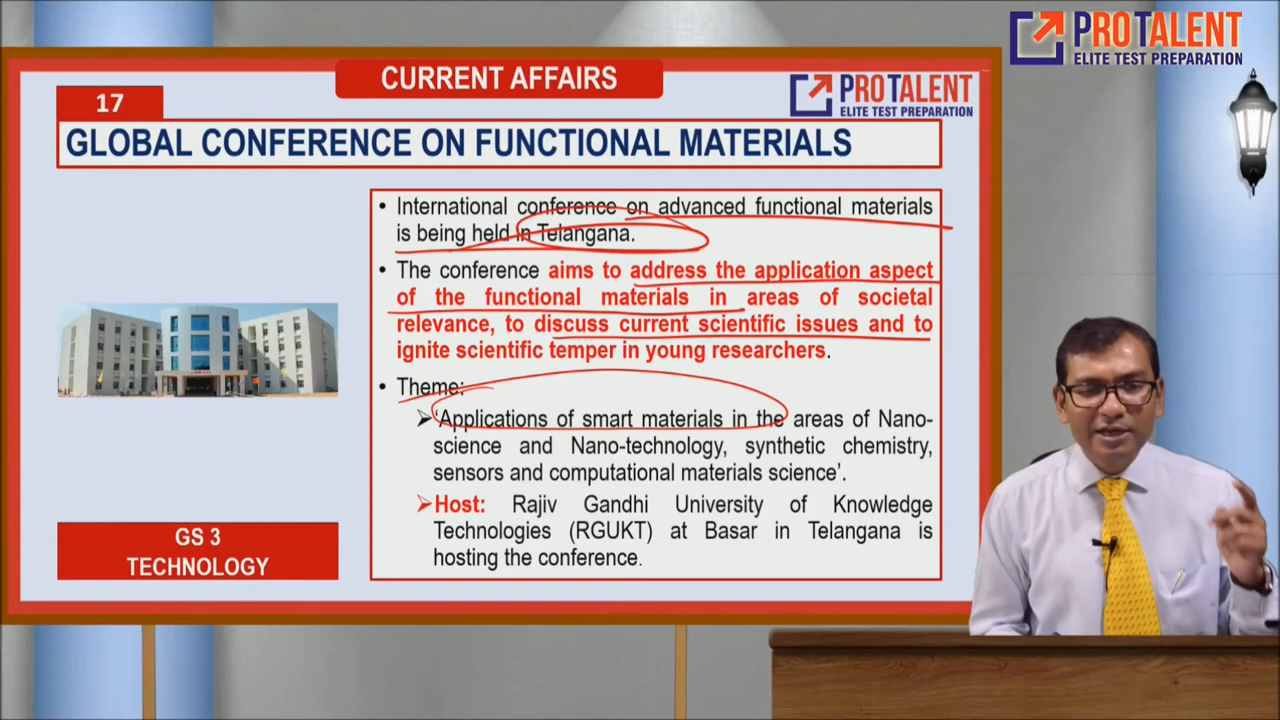 PRO TALENT
ELITE TEST PREPARATION
CURRENT AFFAIRS
17
PRO TALENT
ELITE TEST PREPARATION
GLOBAL CONFERENCE ON FUNCTIONAL MATERIALS
• International conference on advanced functional materials
is being held in Telangana.
• The conference aims to address the application aspect
of the functional materials in areas of societal
relevance, to discuss current scientific issues and to
ignite scientific temper in young researchers.
• Theme:
➢ 'Applications of smart materials in the areas of Nano-
science and Nano-technology, synthetic chemistry,
sensors and computational materials science'.
➢ Host: Rajiv Gandhi University of Knowledge
Technologies (RGUKT) at Basar in Telangana is
hosting the conference.
GS 3
TECHNOLOGY